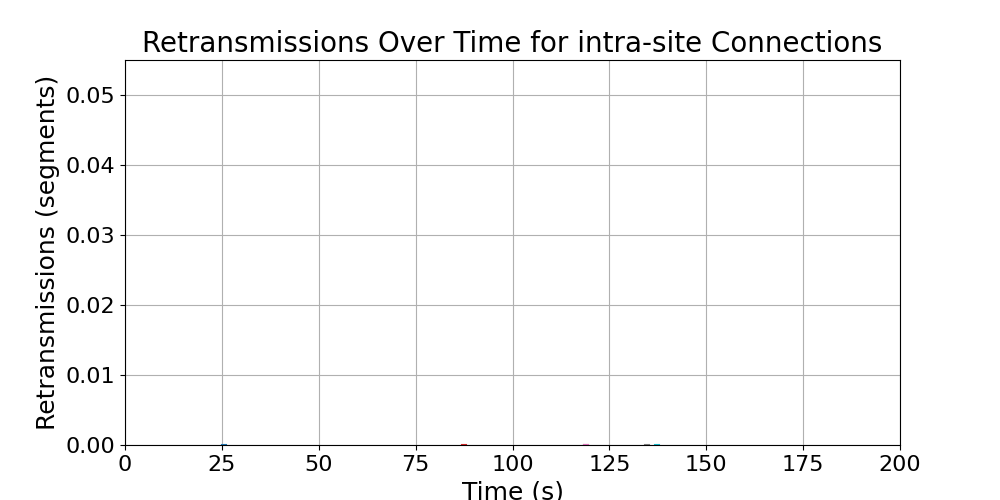 Retransmissions Over Time for intra-site Connections
Retransmissions (segments)
0.05
0.04
0.03
0.02
0.01
0.00
0 25 50 75 100 125 150 175 200
Time (s)